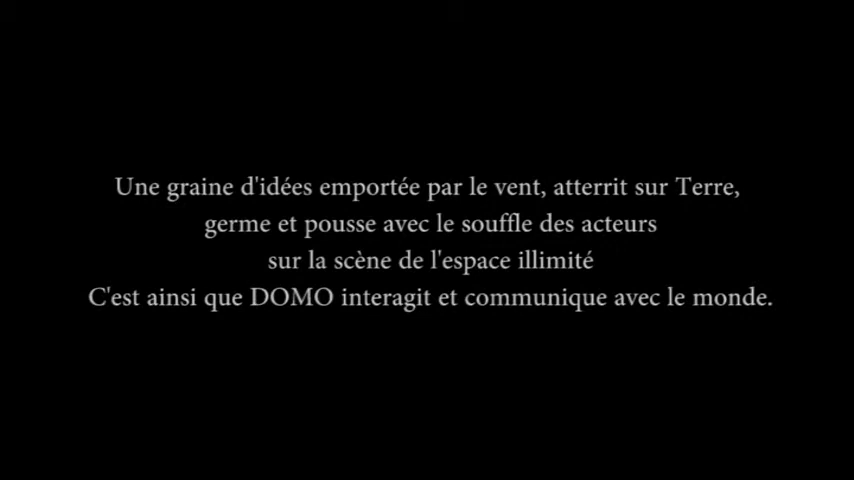 Une graine d'idées emportée par le vent, atterrit sur Terre,
germe et pousse avec le souffle des acteurs
sur la scène de l'espace illimité
C'est ainsi que DOMO interagit et communique avec le monde.